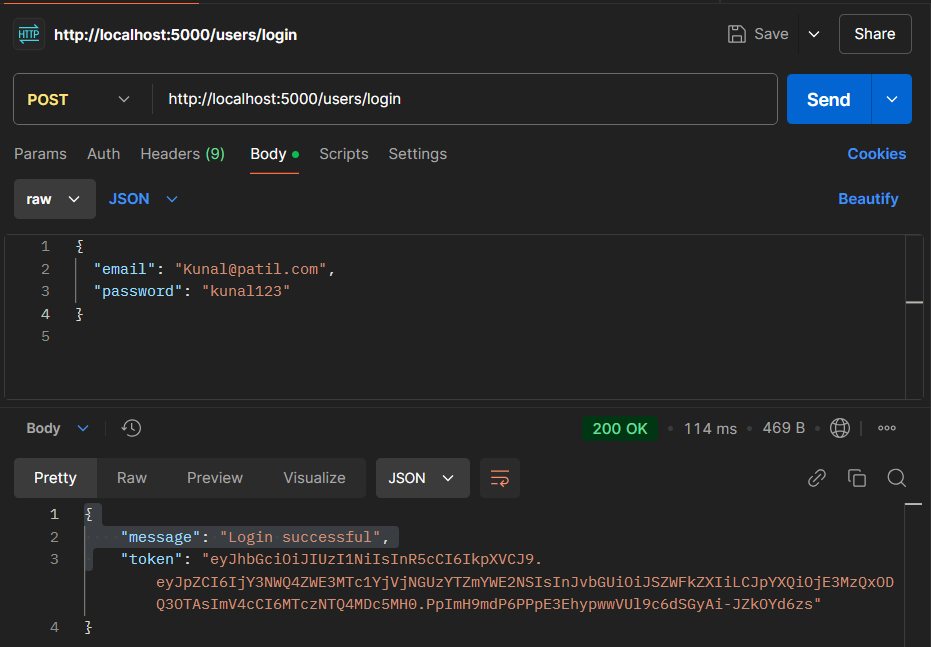 HTTP http://localhost:5000/users/login Save Share
POST http://localhost:5000/users/login Send
Params Auth Headers (9) Body Scripts Settings Cookies
raw JSON Beautify
1 {
2 "email": "Kunal@patil.com",
3 "password": "kunal123"
4 }
5
Body 200 OK • 114 ms • 469 B •
Pretty Raw Preview Visualize JSON
1 {
2 "message": "Login successful",
3 "token": "eyJhbGciOiJIUzI1NiIsInR5cCI6IkpXVCJ9.
eyJpZCI6IjY3NWQ4ZWE3MTc1YjVjNGUzYTZmYWE2NSIsInJvbGUiOiJSZWFkZXIiLCJpYXQiOjE3MzQxOD
Q3OTAsImV4cCI6MTczNTQ4MDc5MH0.PpImH9mdP6PPpE3EhypwwVUl9c6dSGyAi-JZkOYd6zs"
4 }